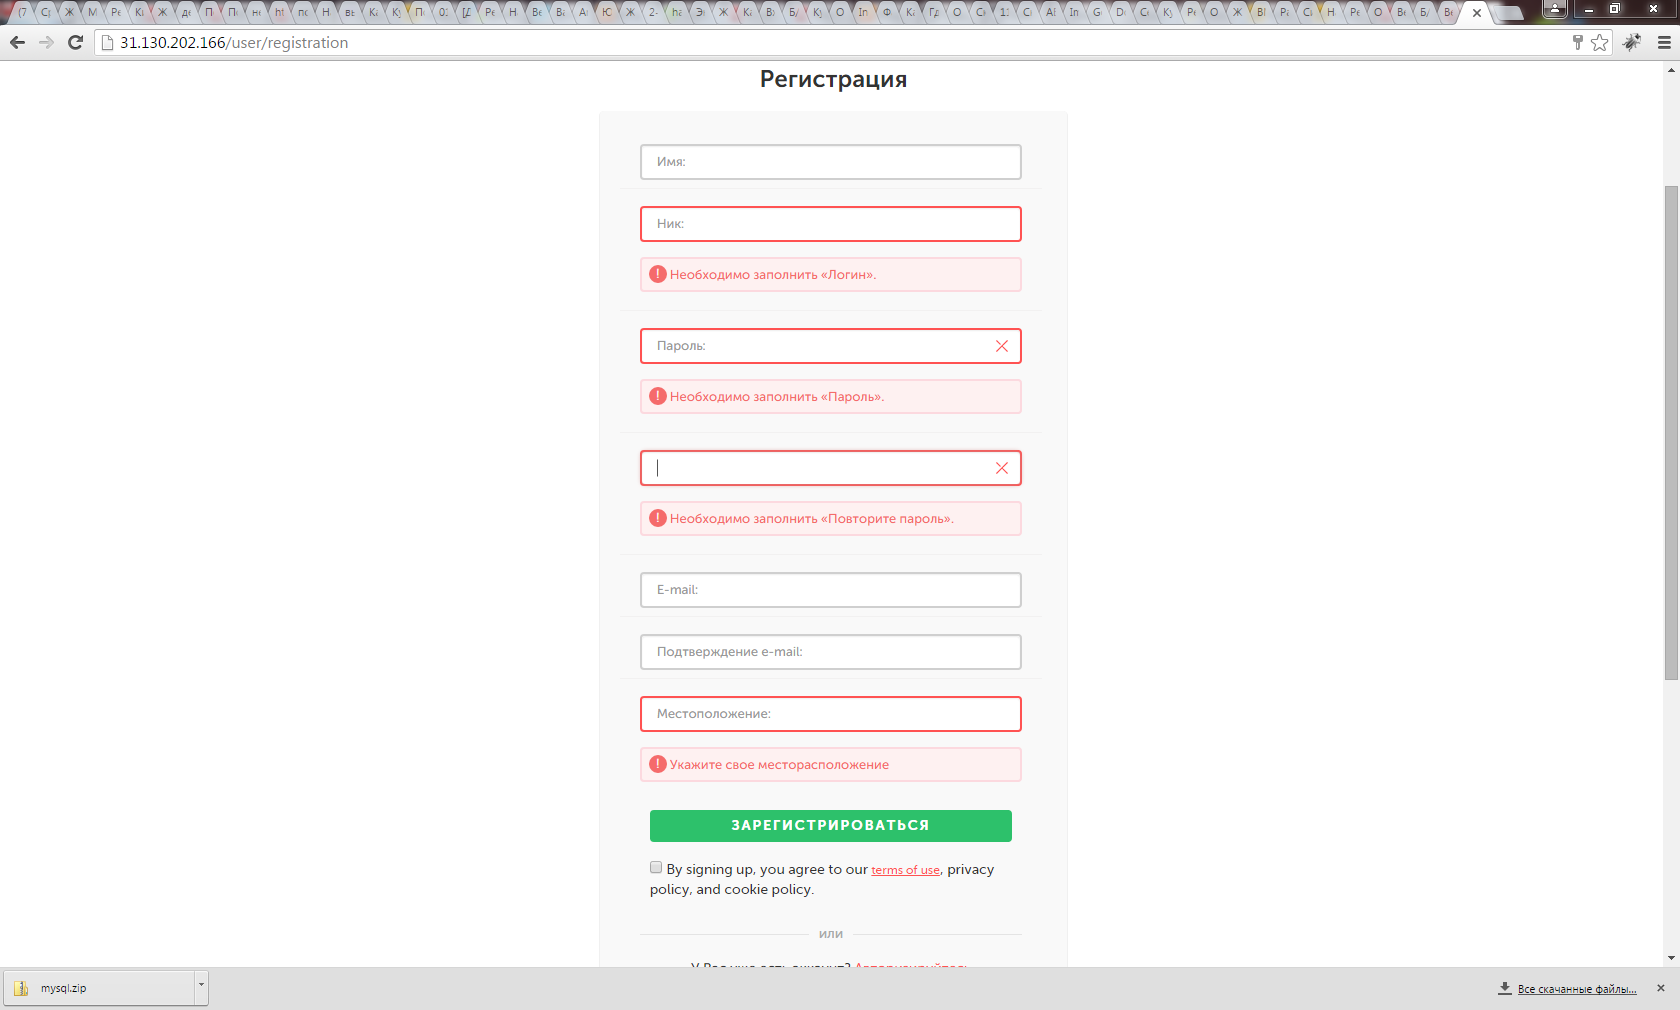 31.130.202.166/user/registration
Регистрация
Имя:
Ник:
Необходимо заполнить «Логин».
Пароль:
Необходимо заполнить «Пароль».
Необходимо заполнить «Повторите пароль».
E-mail:
Подтверждение e-mail:
Местоположение:
Укажите свое месторасположение
ЗАРЕГИСТРИРОВАТЬСЯ
By signing up, you agree to our terms of use, privacy
policy, and cookie policy.
или
mysql.zip
Все скачанные файлы...